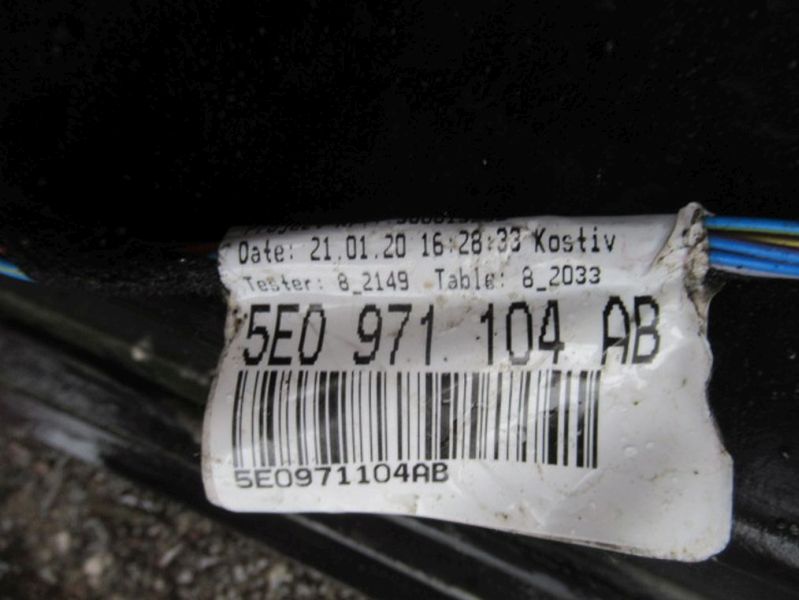 Date: 21.01.20 16:28:33 Kostiv
Tester: 8_2149 Table: 8_2033
5E0 971 104 AB
5E0971104AB